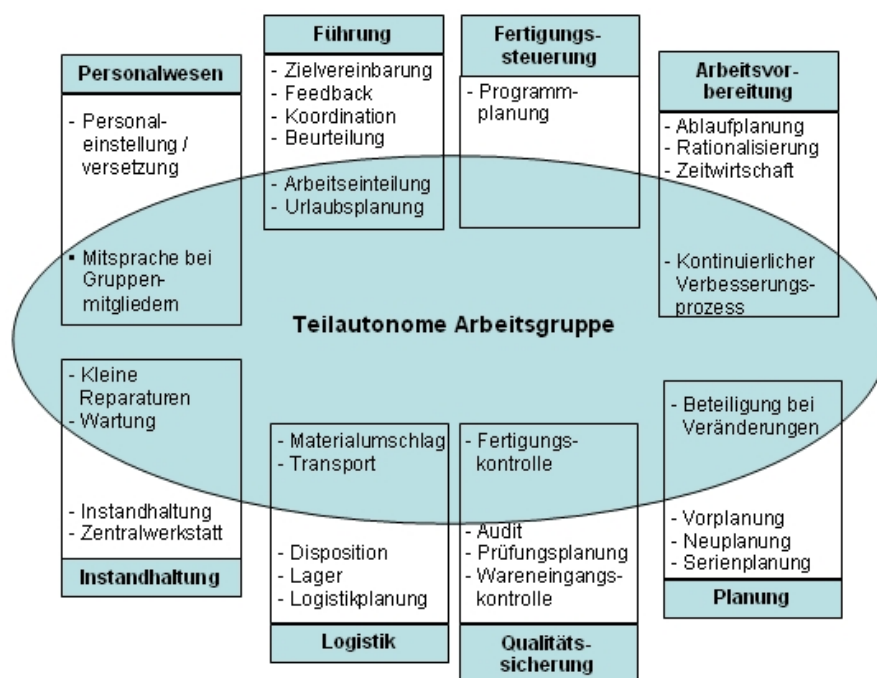 Personalwesen
- Personal-
einstellung /
versetzung
▪ Mitsprache bei
Gruppen-
mitgliedern
Führung
- Zielvereinbarung
- Feedback
- Koordination
- Beurteilung
- Arbeitseinteilung
- Urlaubsplanung
Fertigungs-
steuerung
- Programm-
planung
Arbeitsvor-
bereitung
- Ablaufplanung
- Rationalisierung
- Zeitwirtschaft
- Kontinuierlicher
Verbesserungs-
prozess
Teilautonome Arbeitsgruppe
- Kleine
Reparaturen
- Wartung
- Instandhaltung
- Zentralwerkstatt
Instandhaltung
- Materialumschlag
- Transport
- Disposition
- Lager
- Logistikplanung
Logistik
- Fertigungs-
kontrolle
- Audit
- Prüfungsplanung
- Wareneingangs-
kontrolle
Qualitäts-
sicherung
- Beteiligung bei
Veränderungen
- Vorplanung
- Neuplanung
- Serienplanung
Planung